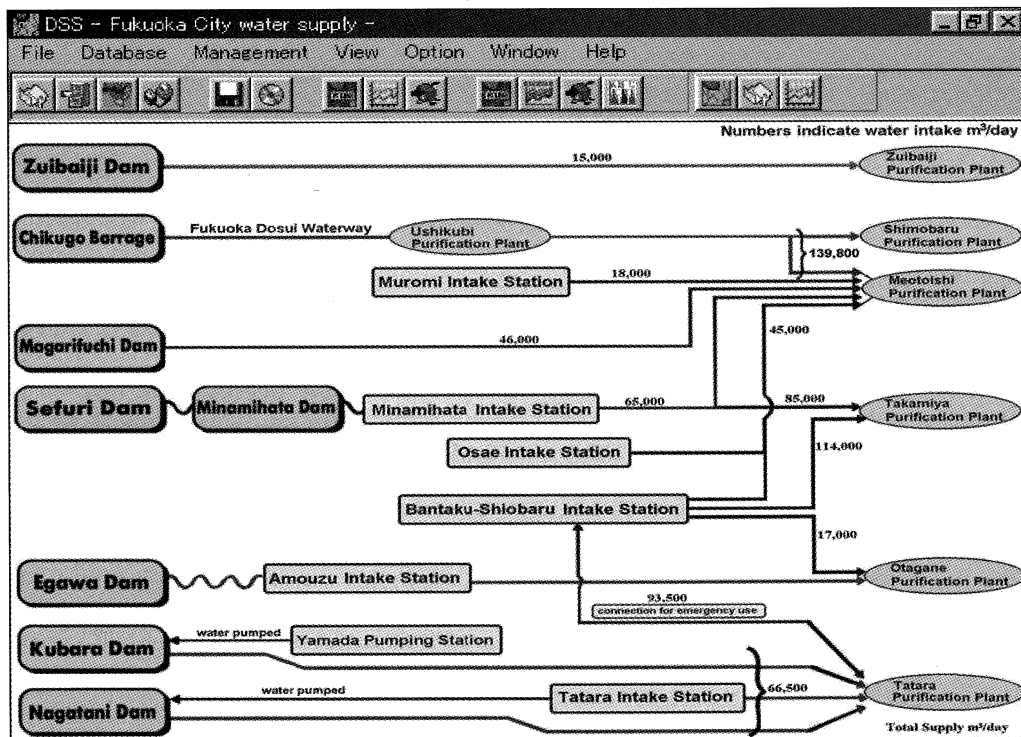 DSS - Fukuoka City water supply -
File Database Management View Option Window Help
Numbers indicate water intake m³/day
Zuibaiji Dam
15,000
Zuibaiji
Purification Plant
Chikugo Barrage
Fukuoka Dosui Waterway
Ushikubi
Purification Plant
Shimobaru
Purification Plant
139,800
Muromi Intake Station
18,000
Meotoishi
Purification Plant
Magarifuchi Dam
46,000
45,000
Sefuri Dam
Minamihata Dam
Minamihata Intake Station
65,000
85,000
Takamiya
Purification Plant
Osae Intake Station
114,000
Bantaku-Shiobaru Intake Station
17,000
Egawa Dam
Amouzu Intake Station
Otagane
Purification Plant
93,500
connection for emergency use
Kubara Dam
water pumped
Yamada Pumping Station
Nagatani Dam
water pumped
Tatara Intake Station
66,500
Tatara
Purification Plant
Total Supply m³/day